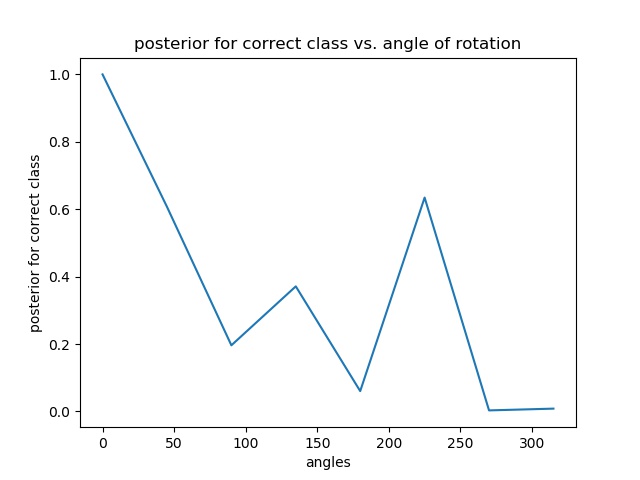 posterior for correct class vs. angle of rotation
posterior for correct class
1.0
0.8
0.6
0.4
0.2
0.0
0 50 100 150 200 250 300
angles